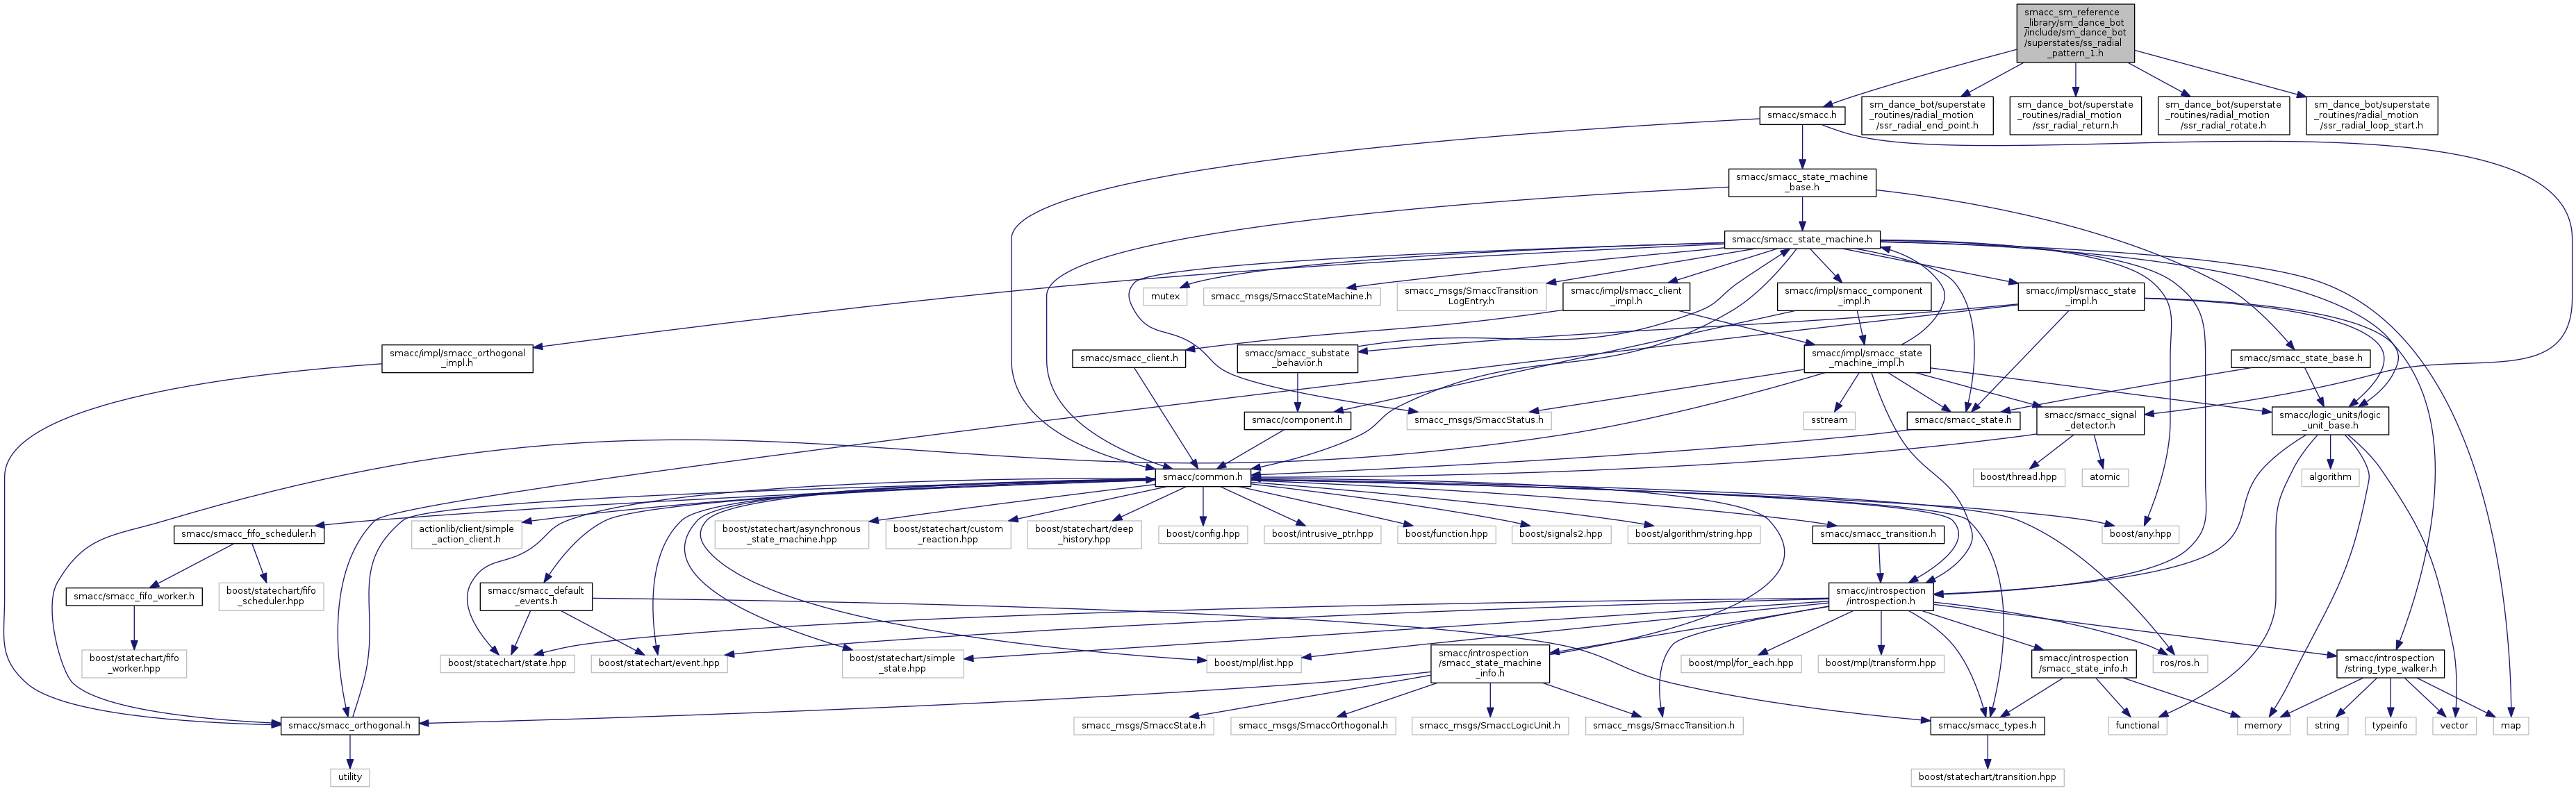 smacc_sm_reference
_library/sm_dance_bot
/include/sm_dance_bot
/superstates/ss_radial
_pattern_1.h
smacc/smacc.h
sm_dance_bot/superstate
_routines/radial_motion
/ssr_radial_end_point.h
sm_dance_bot/superstate
_routines/radial_motion
/ssr_radial_return.h
sm_dance_bot/superstate
_routines/radial_motion
/ssr_radial_rotate.h
sm_dance_bot/superstate
_routines/radial_motion
/ssr_radial_loop_start.h
smacc/smacc_state_machine
_base.h
smacc/smacc_state_machine.h
mutex
smacc_msgs/SmaccStateMachine.h
smacc_msgs/SmaccTransition
LogEntry.h
smacc/impl/smacc_client
_impl.h
smacc/impl/smacc_component
_impl.h
smacc/impl/smacc_state
_impl.h
smacc/impl/smacc_orthogonal
_impl.h
smacc/smacc_client.h
smacc/smacc_substate
_behavior.h
smacc/impl/smacc_state
_machine_impl.h
smacc/smacc_state_base.h
smacc/component.h
smacc_msgs/SmaccStatus.h
sstream
smacc/smacc_state.h
smacc/smacc_signal
_detector.h
smacc/logic_units/logic
_unit_base.h
smacc/common.h
boost/thread.hpp
atomic
algorithm
smacc/smacc_fifo_scheduler.h
actionlib/client/simple
_action_client.h
boost/statechart/asynchronous
_state_machine.hpp
boost/statechart/custom
_reaction.hpp
boost/statechart/deep
_history.hpp
boost/config.hpp
boost/intrusive_ptr.hpp
boost/function.hpp
boost/signals2.hpp
boost/algorithm/string.hpp
smacc/smacc_transition.h
boost/any.hpp
smacc/smacc_fifo_worker.h
boost/statechart/fifo
_scheduler.hpp
smacc/smacc_default
_events.h
smacc/introspection
/introspection.h
boost/statechart/fifo
_worker.hpp
boost/statechart/state.hpp
boost/statechart/event.hpp
boost/statechart/simple
_state.hpp
boost/mpl/list.hpp
smacc/introspection
/smacc_state_machine
_info.h
boost/mpl/for_each.hpp
boost/mpl/transform.hpp
smacc/introspection
/smacc_state_info.h
ros/ros.h
smacc/introspection
/string_type_walker.h
smacc/smacc_orthogonal.h
smacc_msgs/SmaccState.h
smacc_msgs/SmaccOrthogonal.h
smacc_msgs/SmaccLogicUnit.h
smacc_msgs/SmaccTransition.h
smacc/smacc_types.h
functional
memory
string
typeinfo
vector
map
utility
boost/statechart/transition.hpp